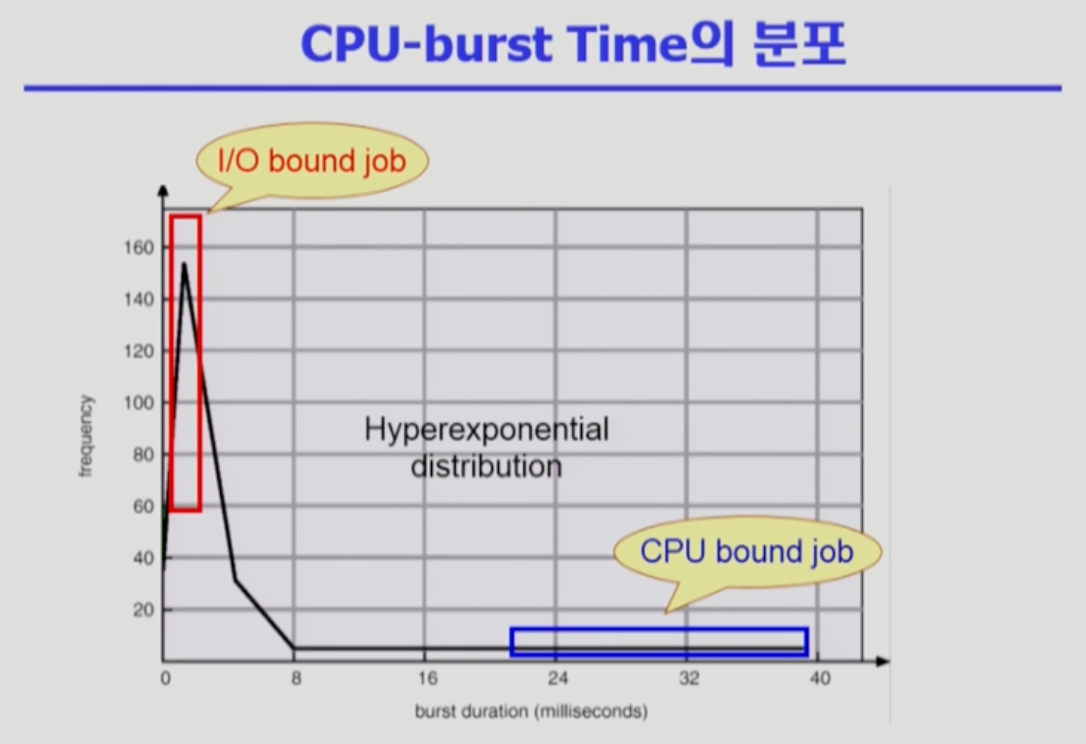 CPU-burst Time의 분포
I/O bound job
160
140
120
100
80
60
40
20
frequency
Hyperexponential
distribution
CPU bound job
0 8 16 24 32 40
burst duration (milliseconds)